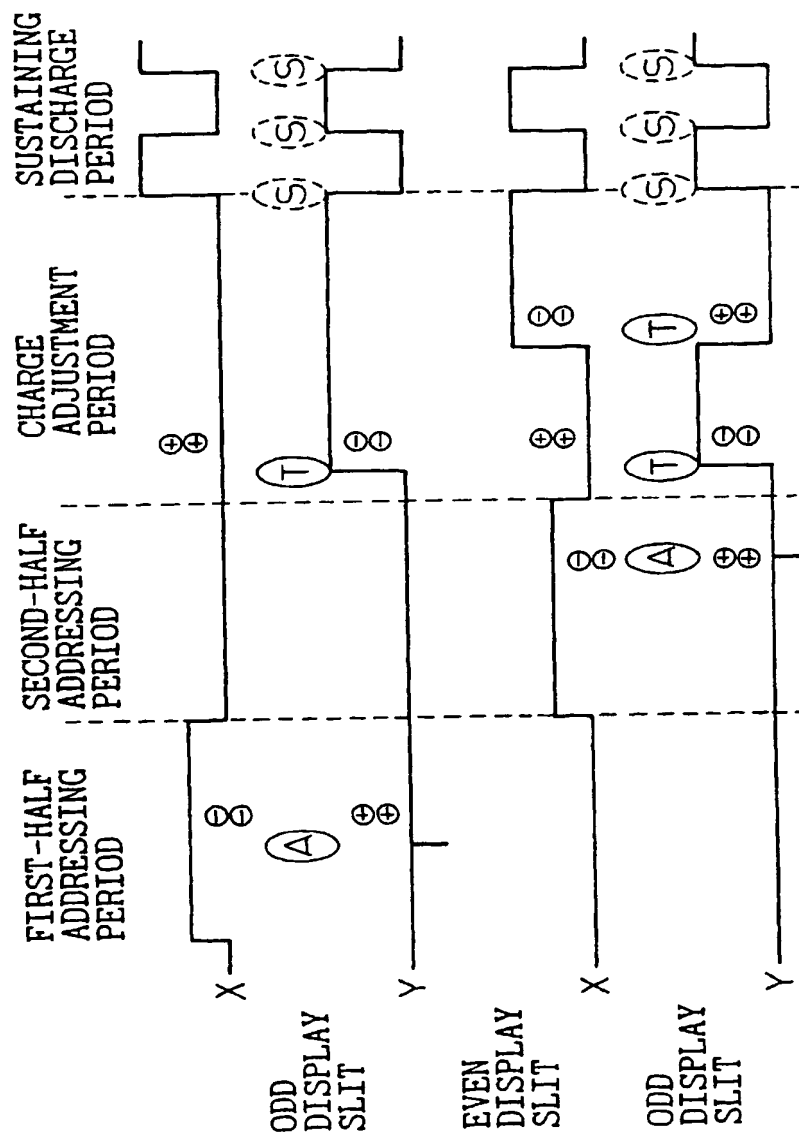 FIRST-HALF
ADDRESSING
PERIOD
SECOND-HALF
ADDRESSING
PERIOD
CHARGE
ADJUSTMENT
PERIOD
SUSTAINING
DISCHARGE
PERIOD
⊕
⊕
X
⊖
⊖
ODD
DISPLAY
SLIT
A
T
S
S
S
⊕
⊕
⊖
⊖
Y
EVEN
DISPLAY
SLIT
⊕
⊕
⊖
⊖
X
⊖
⊖
ODD
DISPLAY
SLIT
A
T
T
S
S
S
⊕
⊕
⊖
⊖
⊕
⊕
Y